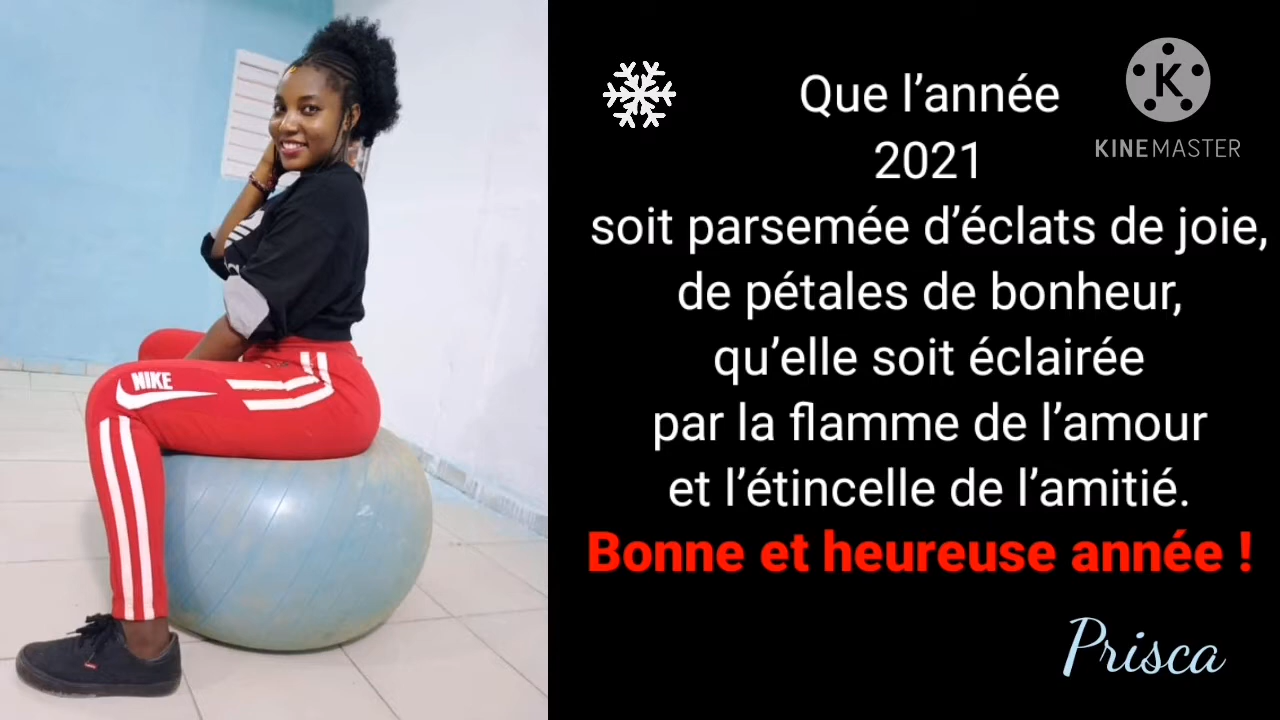 NIKE
Que l’année
2021
soit parsemée d’éclats de joie,
de pétales de bonheur,
qu’elle soit éclairée
par la flamme de l’amour
et l’étincelle de l’amitié.
Bonne et heureuse année !
Prisca
K
KINEMASTER